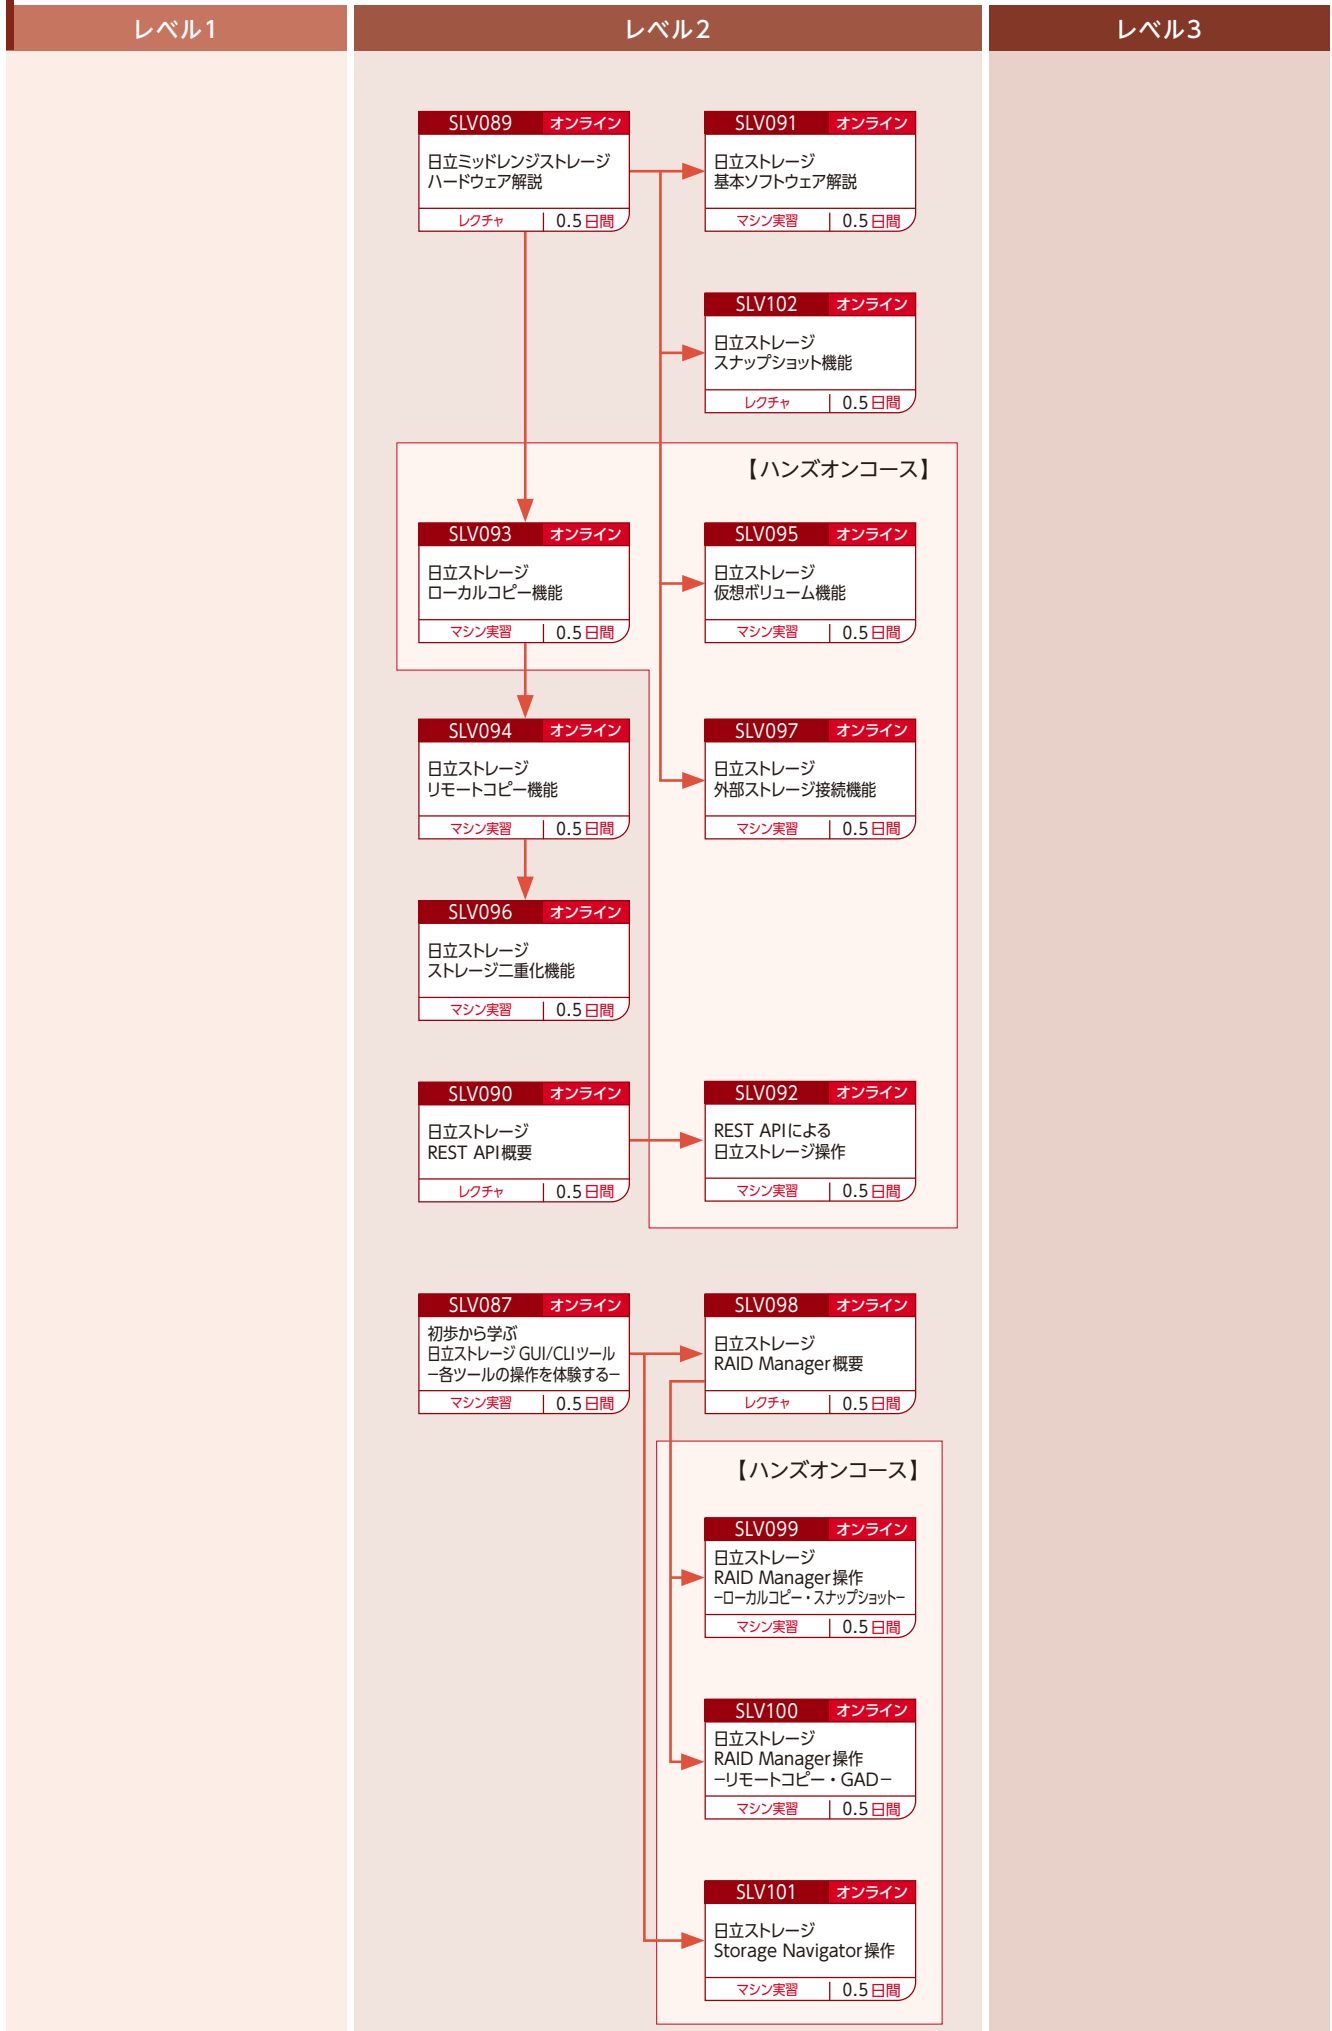 レベル1
レベル2
レベル3
SLV089 オンライン
日立ミッドレンジストレージ
ハードウェア解説
レクチャ 0.5日間
SLV091 オンライン
日立ストレージ
基本ソフトウェア解説
マシン実習 0.5日間
SLV102 オンライン
日立ストレージ
スナップショット機能
レクチャ 0.5日間
【ハンズオンコース】
SLV093 オンライン
日立ストレージ
ローカルコピー機能
マシン実習 0.5日間
SLV095 オンライン
日立ストレージ
仮想ボリューム機能
マシン実習 0.5日間
SLV094 オンライン
日立ストレージ
リモートコピー機能
マシン実習 0.5日間
SLV097 オンライン
日立ストレージ
外部ストレージ接続機能
マシン実習 0.5日間
SLV096 オンライン
日立ストレージ
ストレージ二重化機能
マシン実習 0.5日間
SLV090 オンライン
日立ストレージ
REST API概要
レクチャ 0.5日間
SLV092 オンライン
REST APIによる
日立ストレージ操作
マシン実習 0.5日間
SLV087 オンライン
初歩から学ぶ
日立ストレージ GUI/CLIツール
−各ツールの操作を体験する−
マシン実習 0.5日間
SLV098 オンライン
日立ストレージ
RAID Manager概要
レクチャ 0.5日間
【ハンズオンコース】
SLV099 オンライン
日立ストレージ
RAID Manager操作
−ローカルコピー・スナップショット−
マシン実習 0.5日間
SLV100 オンライン
日立ストレージ
RAID Manager操作
−リモートコピー・GAD−
マシン実習 0.5日間
SLV101 オンライン
日立ストレージ
Storage Navigator操作
マシン実習 0.5日間